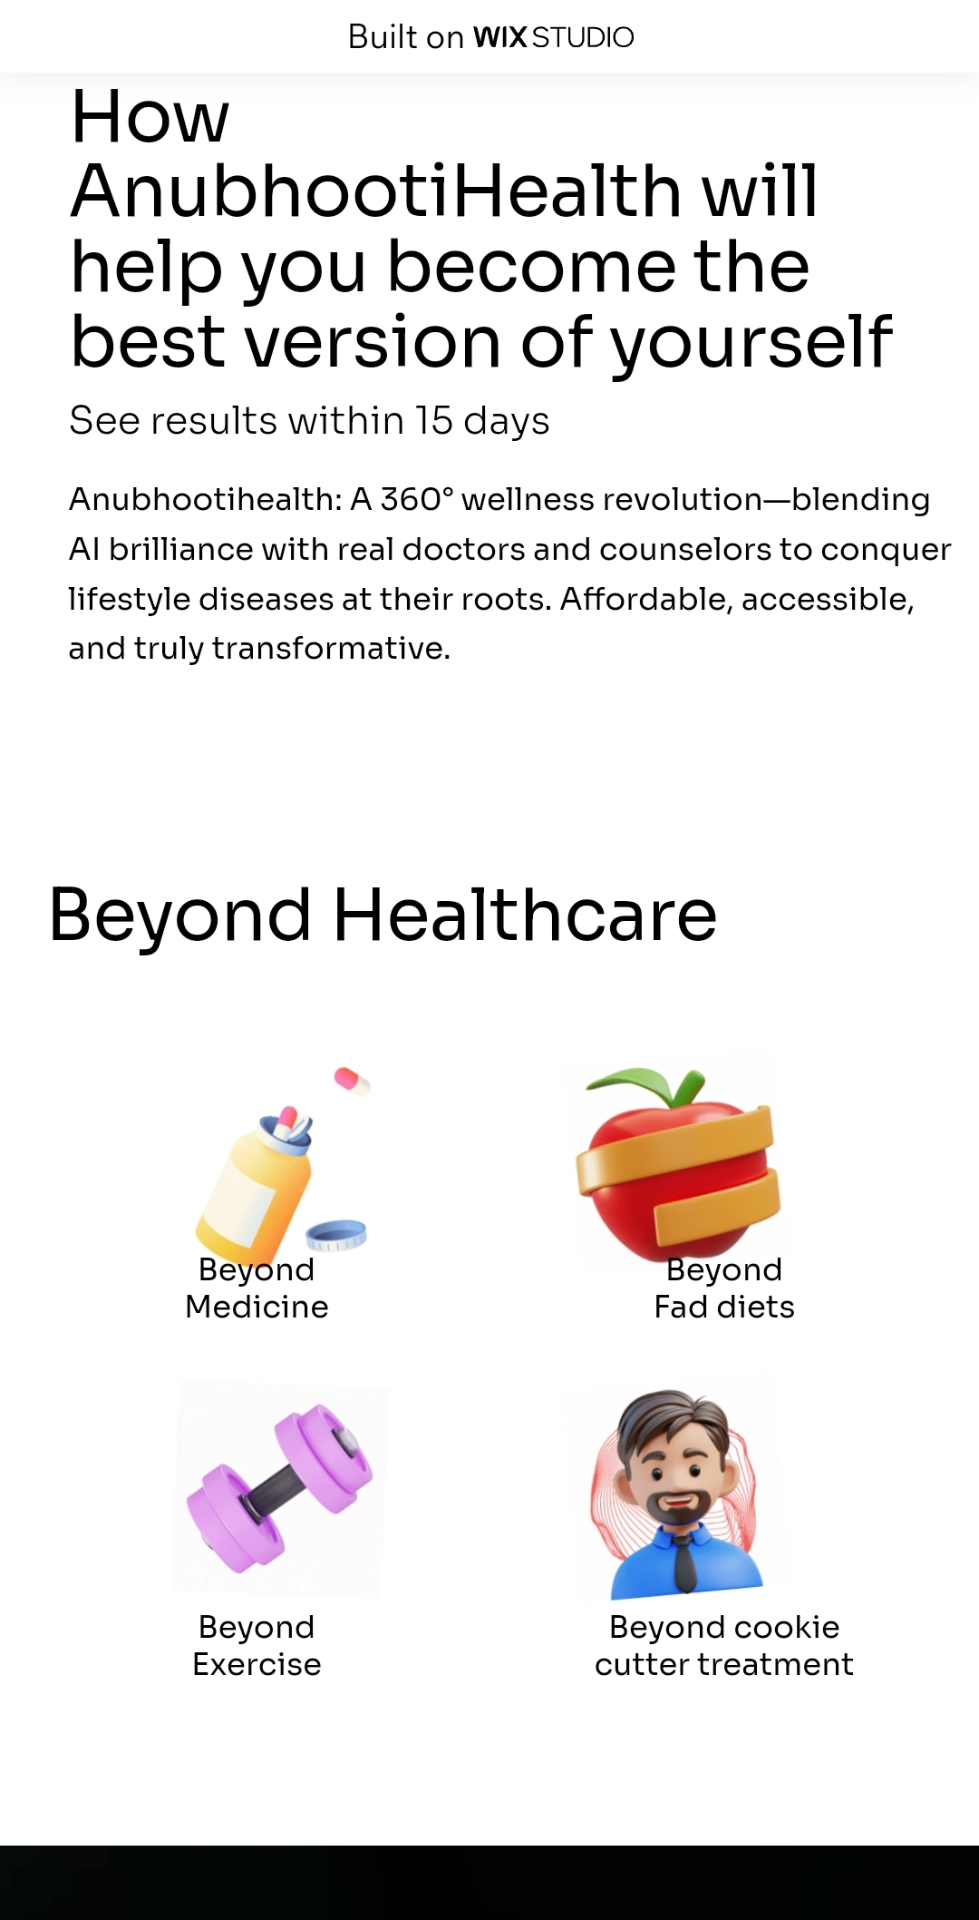 Built on WIX STUDIO
How
AnubhootiHealth will
help you become the
best version of yourself
See results within 15 days
Anubhootihealth: A 360° wellness revolution—blending
AI brilliance with real doctors and counselors to conquer
lifestyle diseases at their roots. Affordable, accessible,
and truly transformative.
Beyond Healthcare
Beyond
Medicine
Beyond
Fad diets
Beyond
Exercise
Beyond cookie
cutter treatment